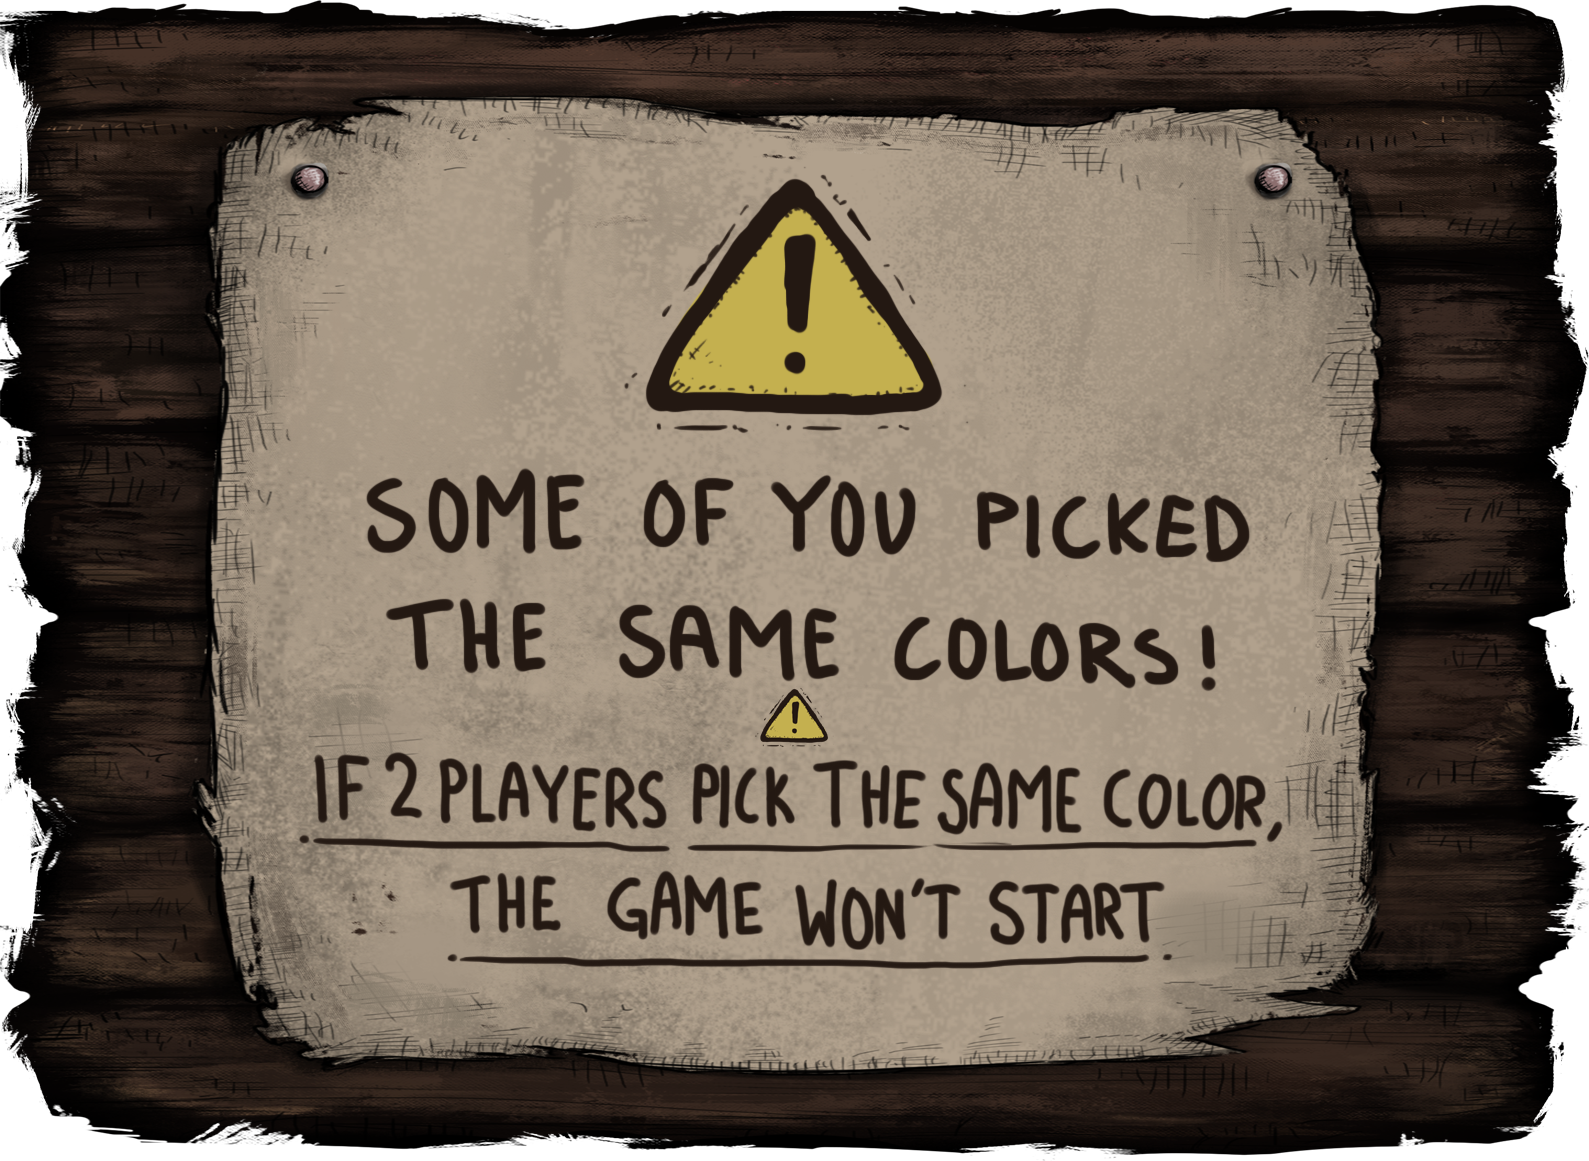 SOME OF YOU PICKED
THE SAME COLORS!
IF 2 PLAYERS PICK THE SAME COLOR,
THE GAME WON'T START